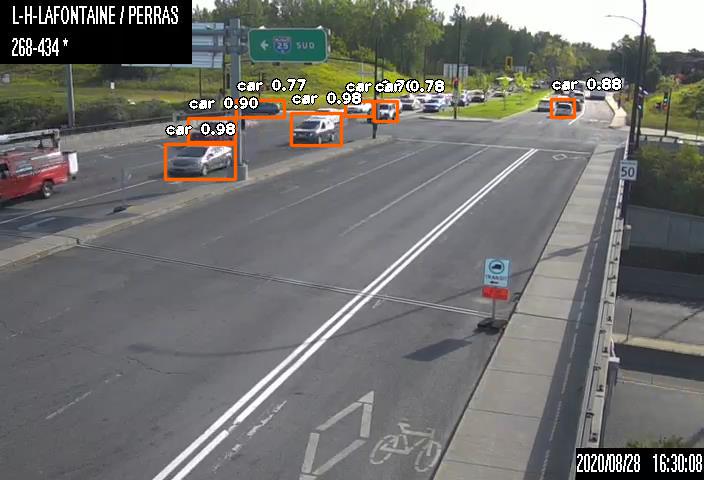 L-H-LAFONTAINE / PERRAS
268-434 *
25 SUD
car 0.77
car 0.78
car 0.88
car 0.90
car 0.98
car 0.98
50
TRANSIT
2020/08/28 16:30:08